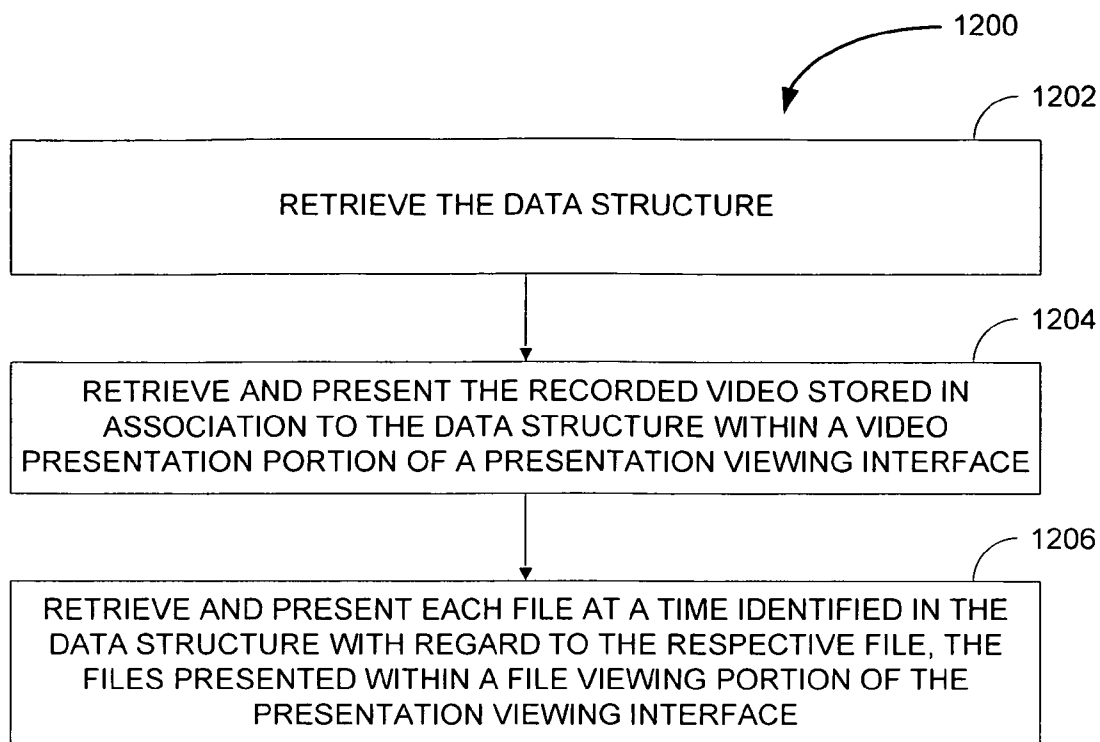 1200
1202
RETRIEVE THE DATA STRUCTURE
1204
RETRIEVE AND PRESENT THE RECORDED VIDEO STORED IN
ASSOCIATION TO THE DATA STRUCTURE WITHIN A VIDEO
PRESENTATION PORTION OF A PRESENTATION VIEWING INTERFACE
1206
RETRIEVE AND PRESENT EACH FILE AT A TIME IDENTIFIED IN THE
DATA STRUCTURE WITH REGARD TO THE RESPECTIVE FILE, THE
FILES PRESENTED WITHIN A FILE VIEWING PORTION OF THE
PRESENTATION VIEWING INTERFACE